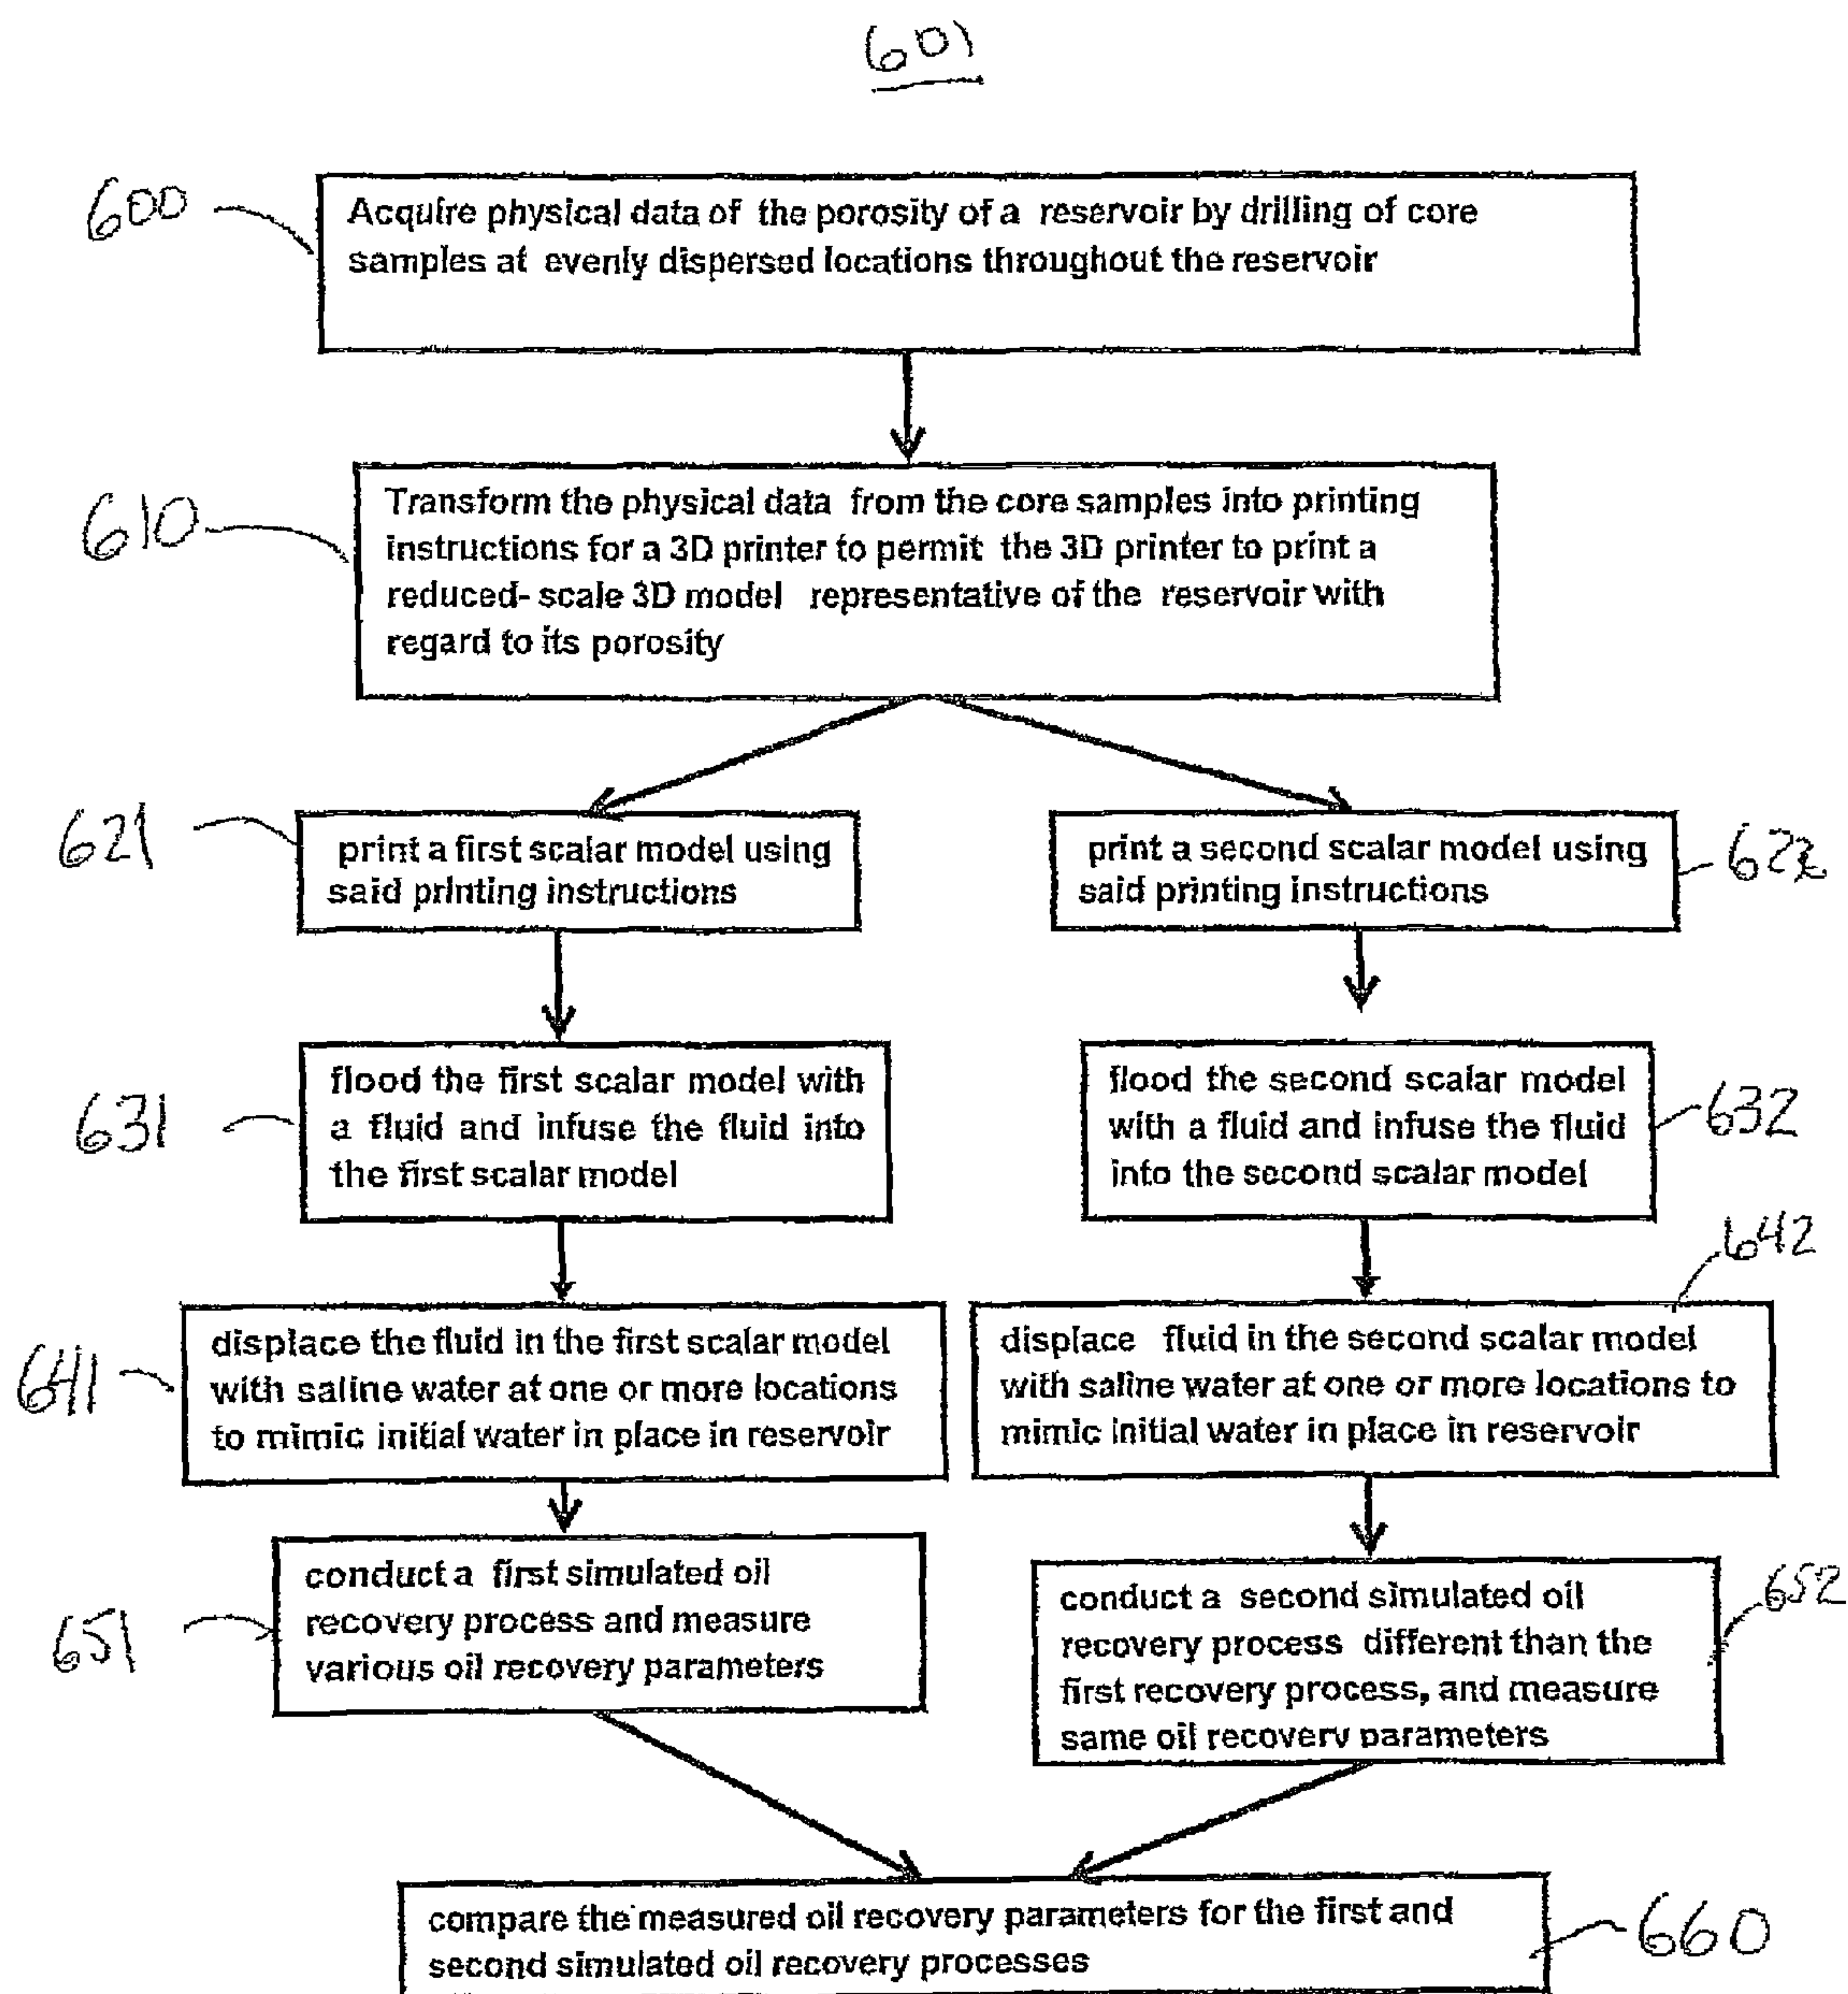 601
600
Acquire physical data of the porosity of a reservoir by drilling of core
samples at evenly dispersed locations throughout the reservoir
610
Transform the physical data from the core samples into printing
instructions for a 3D printer to permit the 3D printer to print a
reduced- scale 3D model representative of the reservoir with
regard to its porosity
621
print a first scalar model using
said printing instructions
print a second scalar model using
said printing instructions
622
631
flood the first scalar model with
a fluid and infuse the fluid into
the first scalar model
flood the second scalar model
with a fluid and infuse the fluid
into the second scalar model
632
641
displace the fluid in the first scalar model
with saline water at one or more locations
to mimic initial water in place in reservoir
642
displace fluid in the second scalar model
with saline water at one or more locations to
mimic initial water in place in reservoir
651
conduct a first simulated oil
recovery process and measure
various oil recovery parameters
652
conduct a second simulated oil
recovery process different than the
first recovery process, and measure
same oil recovery parameters
compare the measured oil recovery parameters for the first and
second simulated oil recovery processes
660